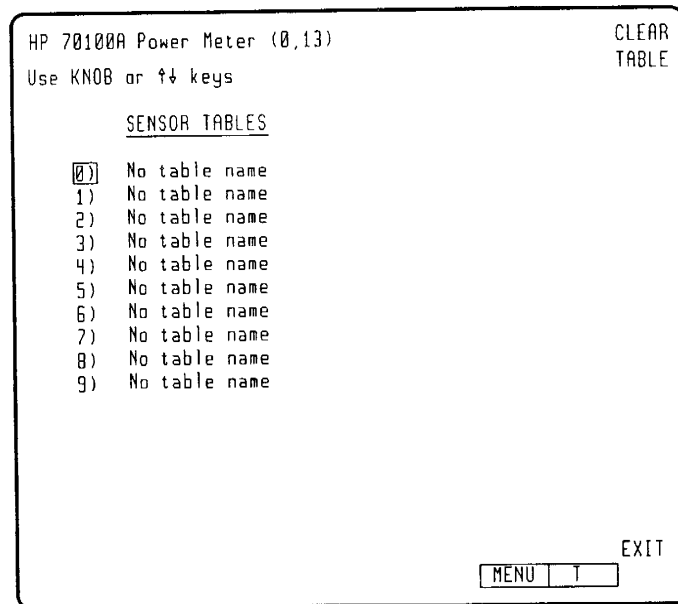 HP 70100A Power Meter (0,13)
CLEAR
TABLE
Use KNOB or ↑↓ keys
SENSOR TABLES
0) No table name
1) No table name
2) No table name
3) No table name
4) No table name
5) No table name
6) No table name
7) No table name
8) No table name
9) No table name
EXIT
MENU T